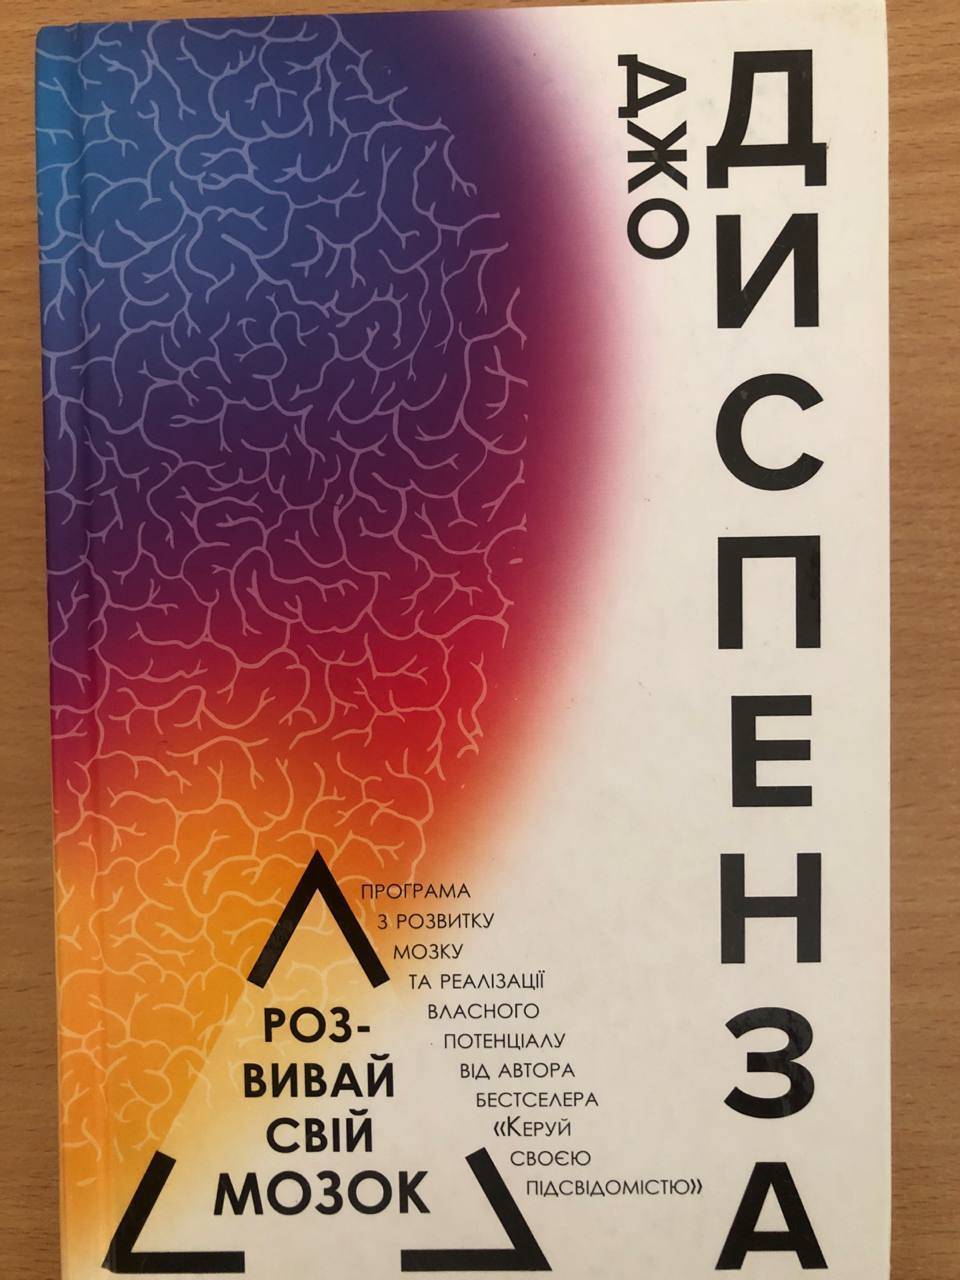 ДЖО
ДИСПЕНЗА
ПРОГРАМА
З РОЗВИТКУ
МОЗКУ
ТА РЕАЛІЗАЦІЇ
ВЛАСНОГО
ПОТЕНЦІАЛУ
ВІД АВТОРА
БЕСТСЕЛЕРА
«КЕРУЙ
СВОЄЮ
ПІДСВІДОМІСТЮ»
РОЗ-
ВИВАЙ
СВІЙ
МОЗОК